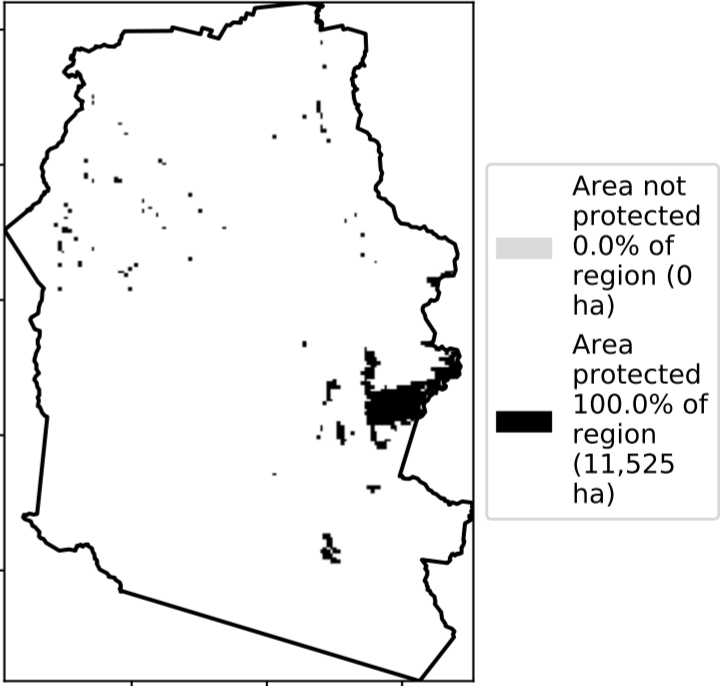 Area not
protected
0.0% of
region (0
ha)
Area
protected
100.0% of
region
(11,525
ha)